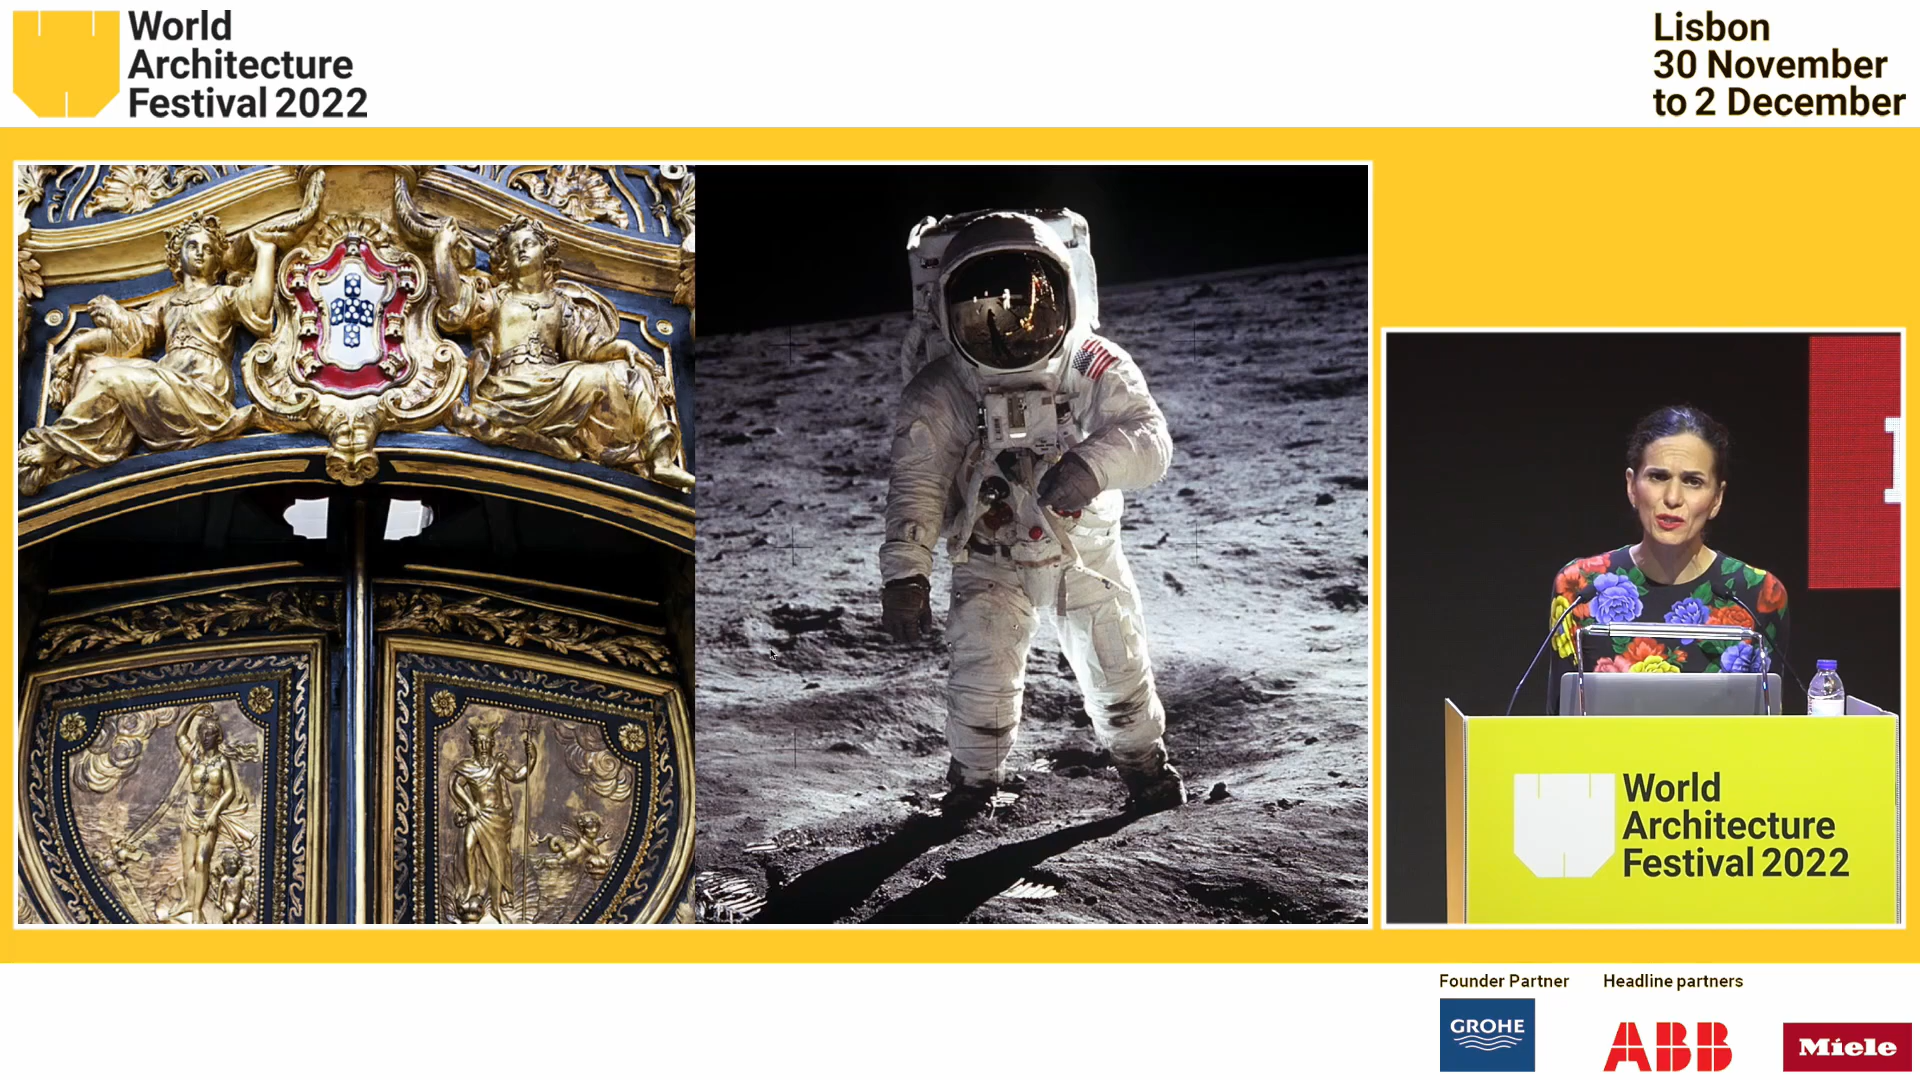 World
Architecture
Festival 2022
Lisbon
30 November
to 2 December
World
Architecture
Festival 2022
Founder Partner
Headline partners
GROHE
ABB
Miele